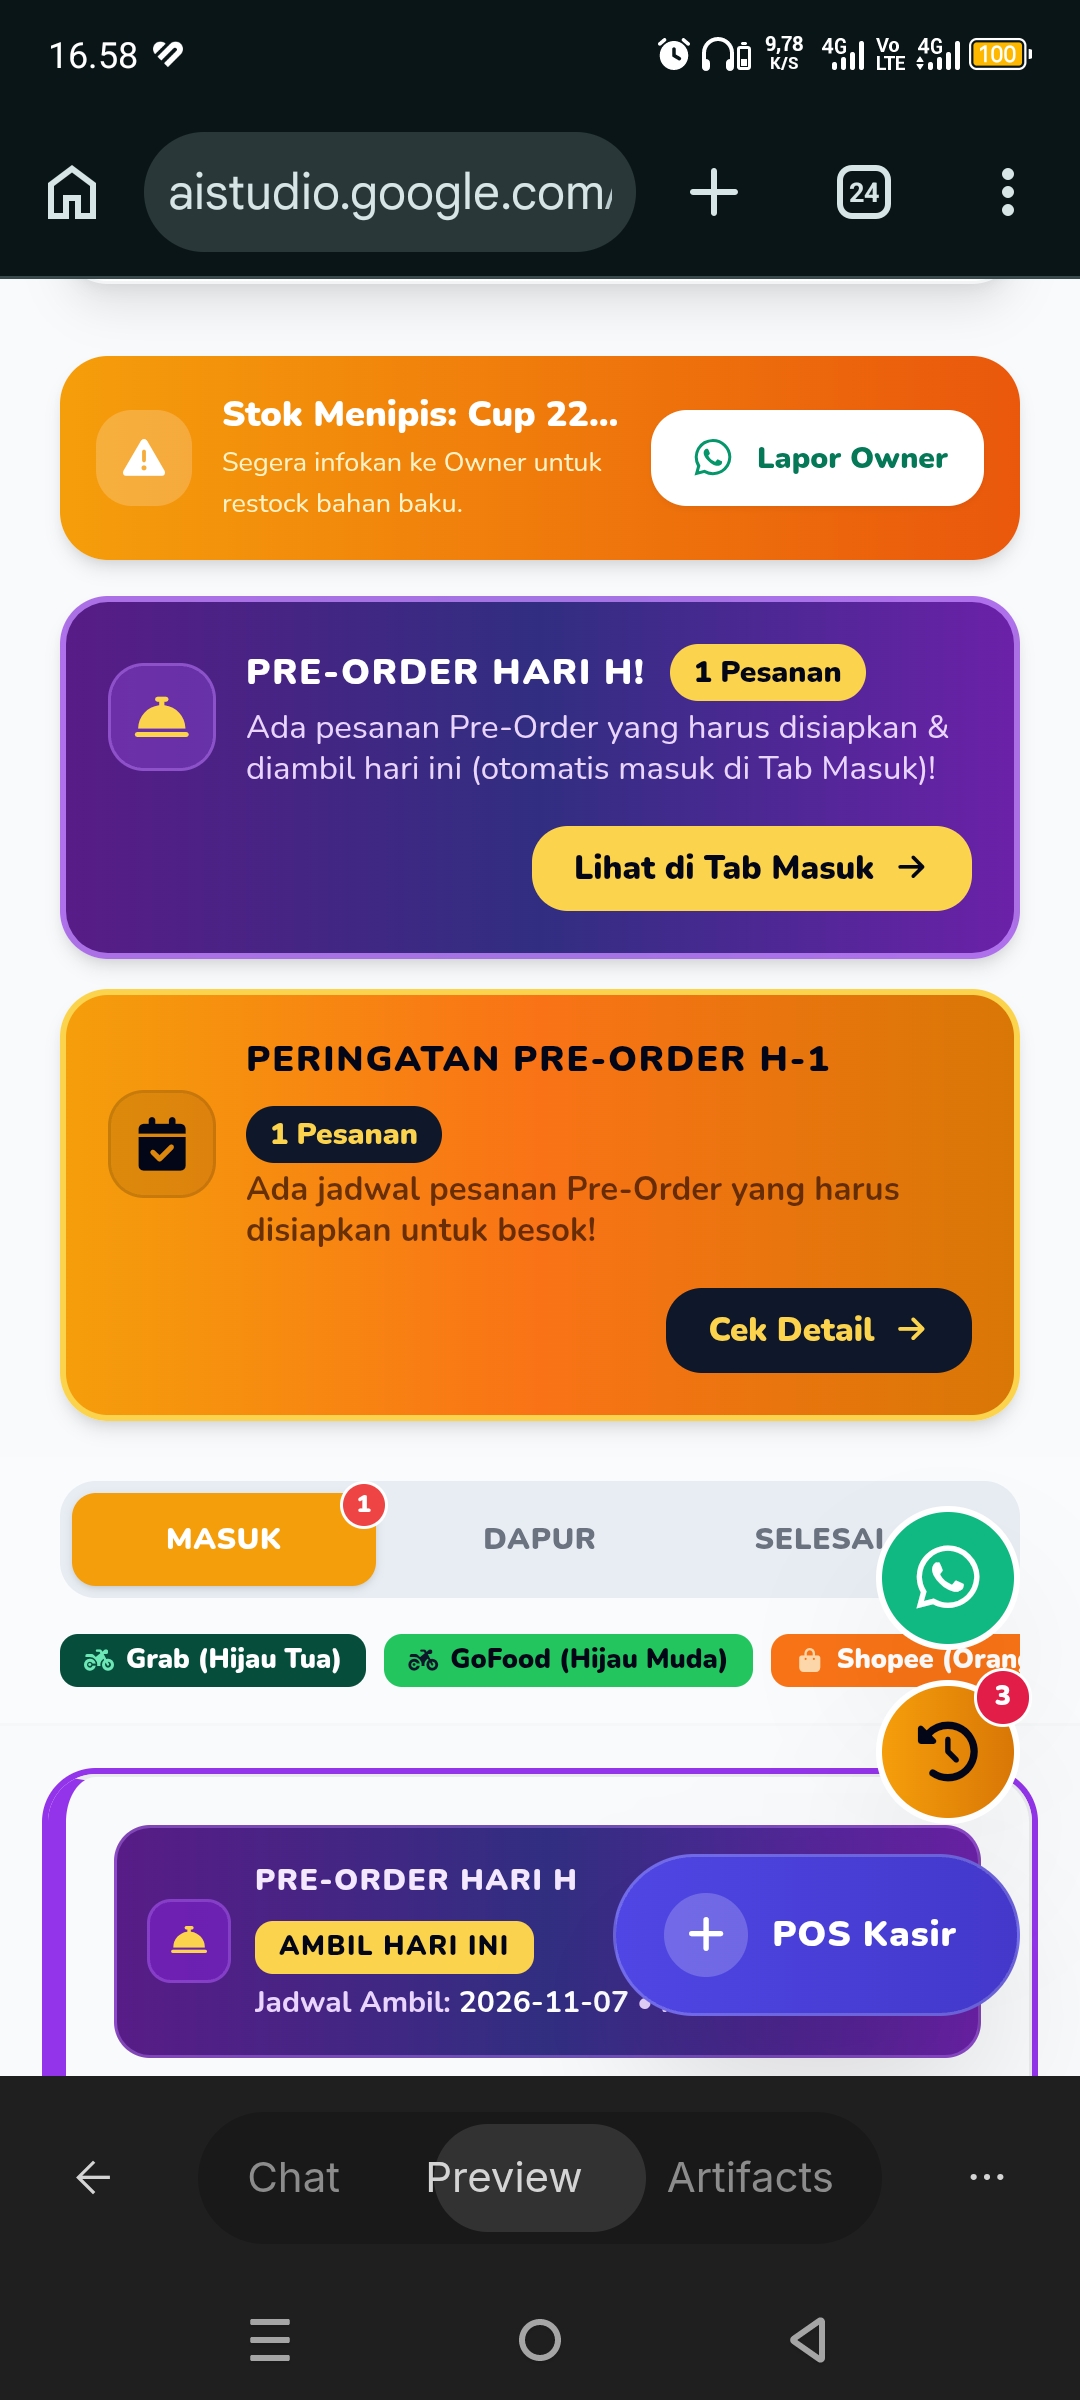 16.58
9,78
K/S
4G
Vo
LTE
4G
100
aistudio.google.com/
24
Stok Menipis: Cup 22...
Segera infokan ke Owner untuk
restock bahan baku.
Lapor Owner
PRE-ORDER HARI H!
1 Pesanan
Ada pesanan Pre-Order yang harus disiapkan &
diambil hari ini (otomatis masuk di Tab Masuk)!
Lihat di Tab Masuk →
PERINGATAN PRE-ORDER H-1
1 Pesanan
Ada jadwal pesanan Pre-Order yang harus
disiapkan untuk besok!
Cek Detail →
MASUK
1
DAPUR
SELESAI
Grab (Hijau Tua)
GoFood (Hijau Muda)
Shopee (Orang
3
PRE-ORDER HARI H
AMBIL HARI INI
Jadwal Ambil: 2026-11-07 •
+ POS Kasir
Chat
Preview
Artifacts